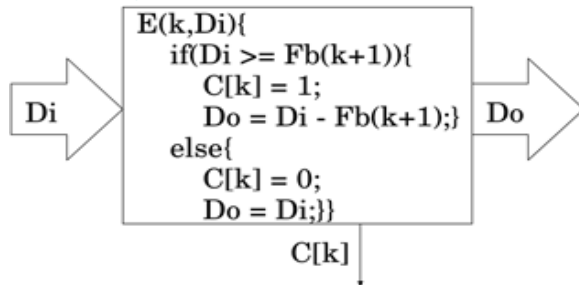 E(k,Di){
if(Di >= Fb(k+1)){
C[k] = 1;
Di
Do = Di - Fb(k+1);}
Do
else{
C[k] = 0;
Do = Di;}}
C[k]